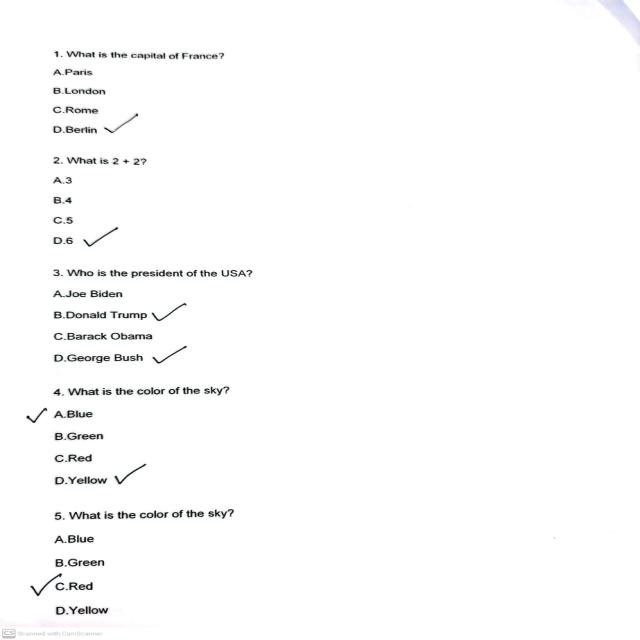 1. What is the capital of France?
A.Paris
B.London
C.Rome
D.Berlin ✓
2. What is 2 + 2?
A.3
B.4
C.5
D.6 ✓
3. Who is the president of the USA?
A.Joe Biden
B.Donald Trump ✓
C.Barack Obama
D.George Bush ✓
4. What is the color of the sky?
✓ A.Blue
B.Green
C.Red
D.Yellow ✓
5. What is the color of the sky?
A.Blue
B.Green
✓ C.Red
D.Yellow
CS Scanned with CamScanner